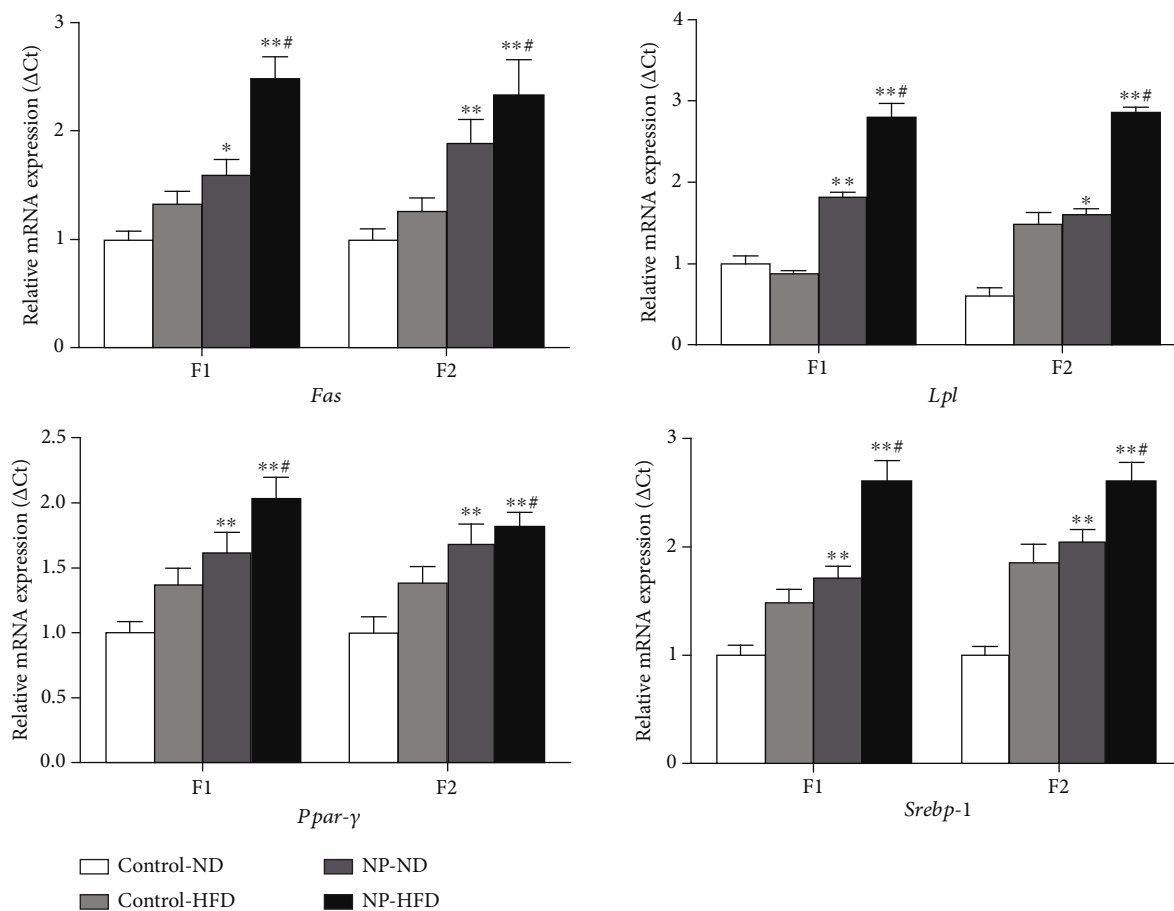 Relative mRNA expression (ΔCt)
3
2
1
0
*
**#
**
**#
F1
F2
Fas
Relative mRNA expression (ΔCt)
4
3
2
1
0
**
**#
*
**#
F1
F2
Lpl
Relative mRNA expression (ΔCt)
2.5
2.0
1.5
1.0
0.5
0.0
**
**#
**
**#
F1
F2
Ppar-γ
Relative mRNA expression (ΔCt)
3
2
1
0
**
**#
**
**#
F1
F2
Srebp-1
Control-ND
NP-ND
Control-HFD
NP-HFD